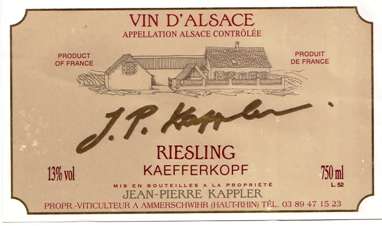 VIN D'ALSACE
APPELLATION ALSACE CONTRÔLÉE
PRODUCT
OF FRANCE
PRODUIT
DE FRANCE
J. P. Kappler
RIESLING
KAEFFERKOPF
13% vol
750 ml
L. 52
MIS EN BOUTEILLES A LA PROPRIÉTÉ
JEAN-PIERRE KAPPLER
PROPR.-VITICULTEUR A AMMERSCHWIHR (HAUT-RHIN) TÉL. 03 89 47 15 23